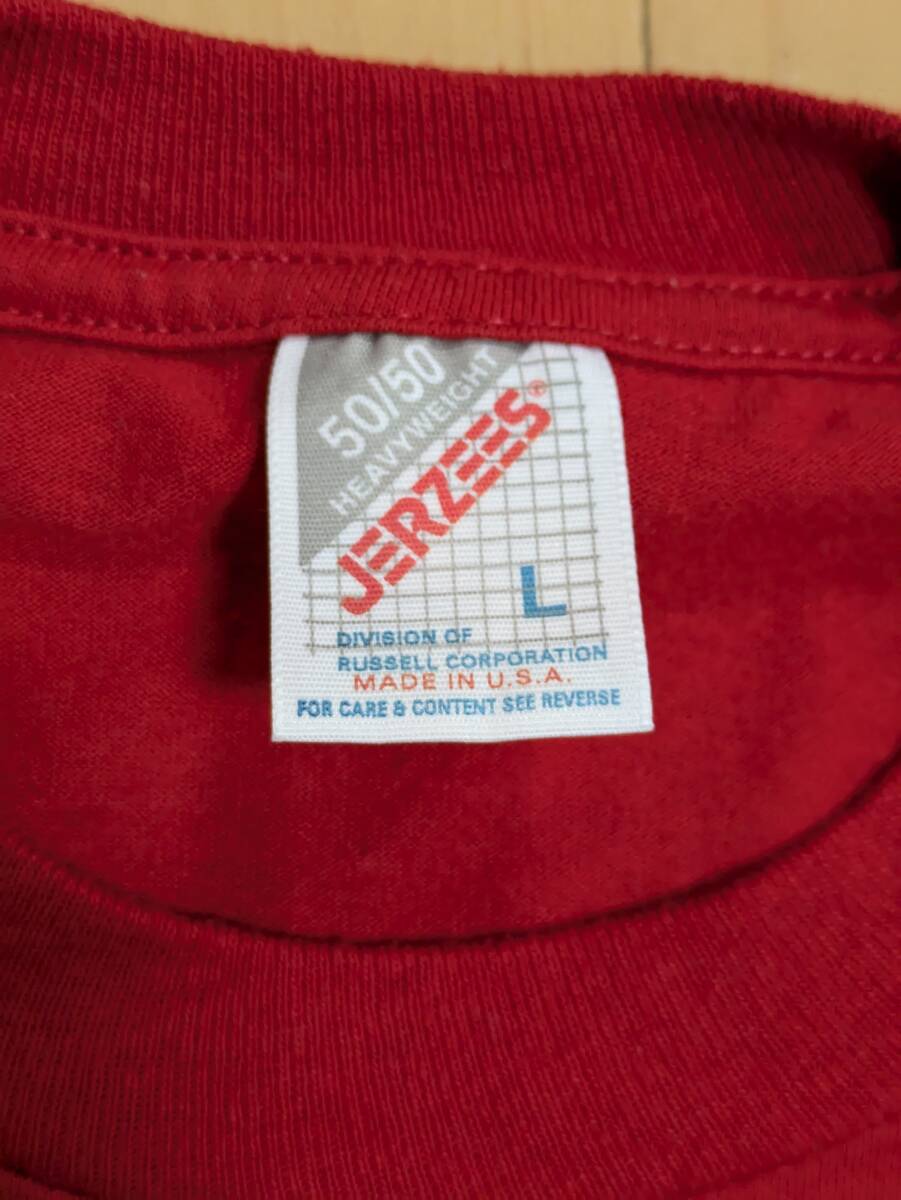 50/50
HEAVYWEIGHT
JERZEES®
L
DIVISION OF
RUSSELL CORPORATION
MADE IN U.S.A.
FOR CARE & CONTENT SEE REVERSE